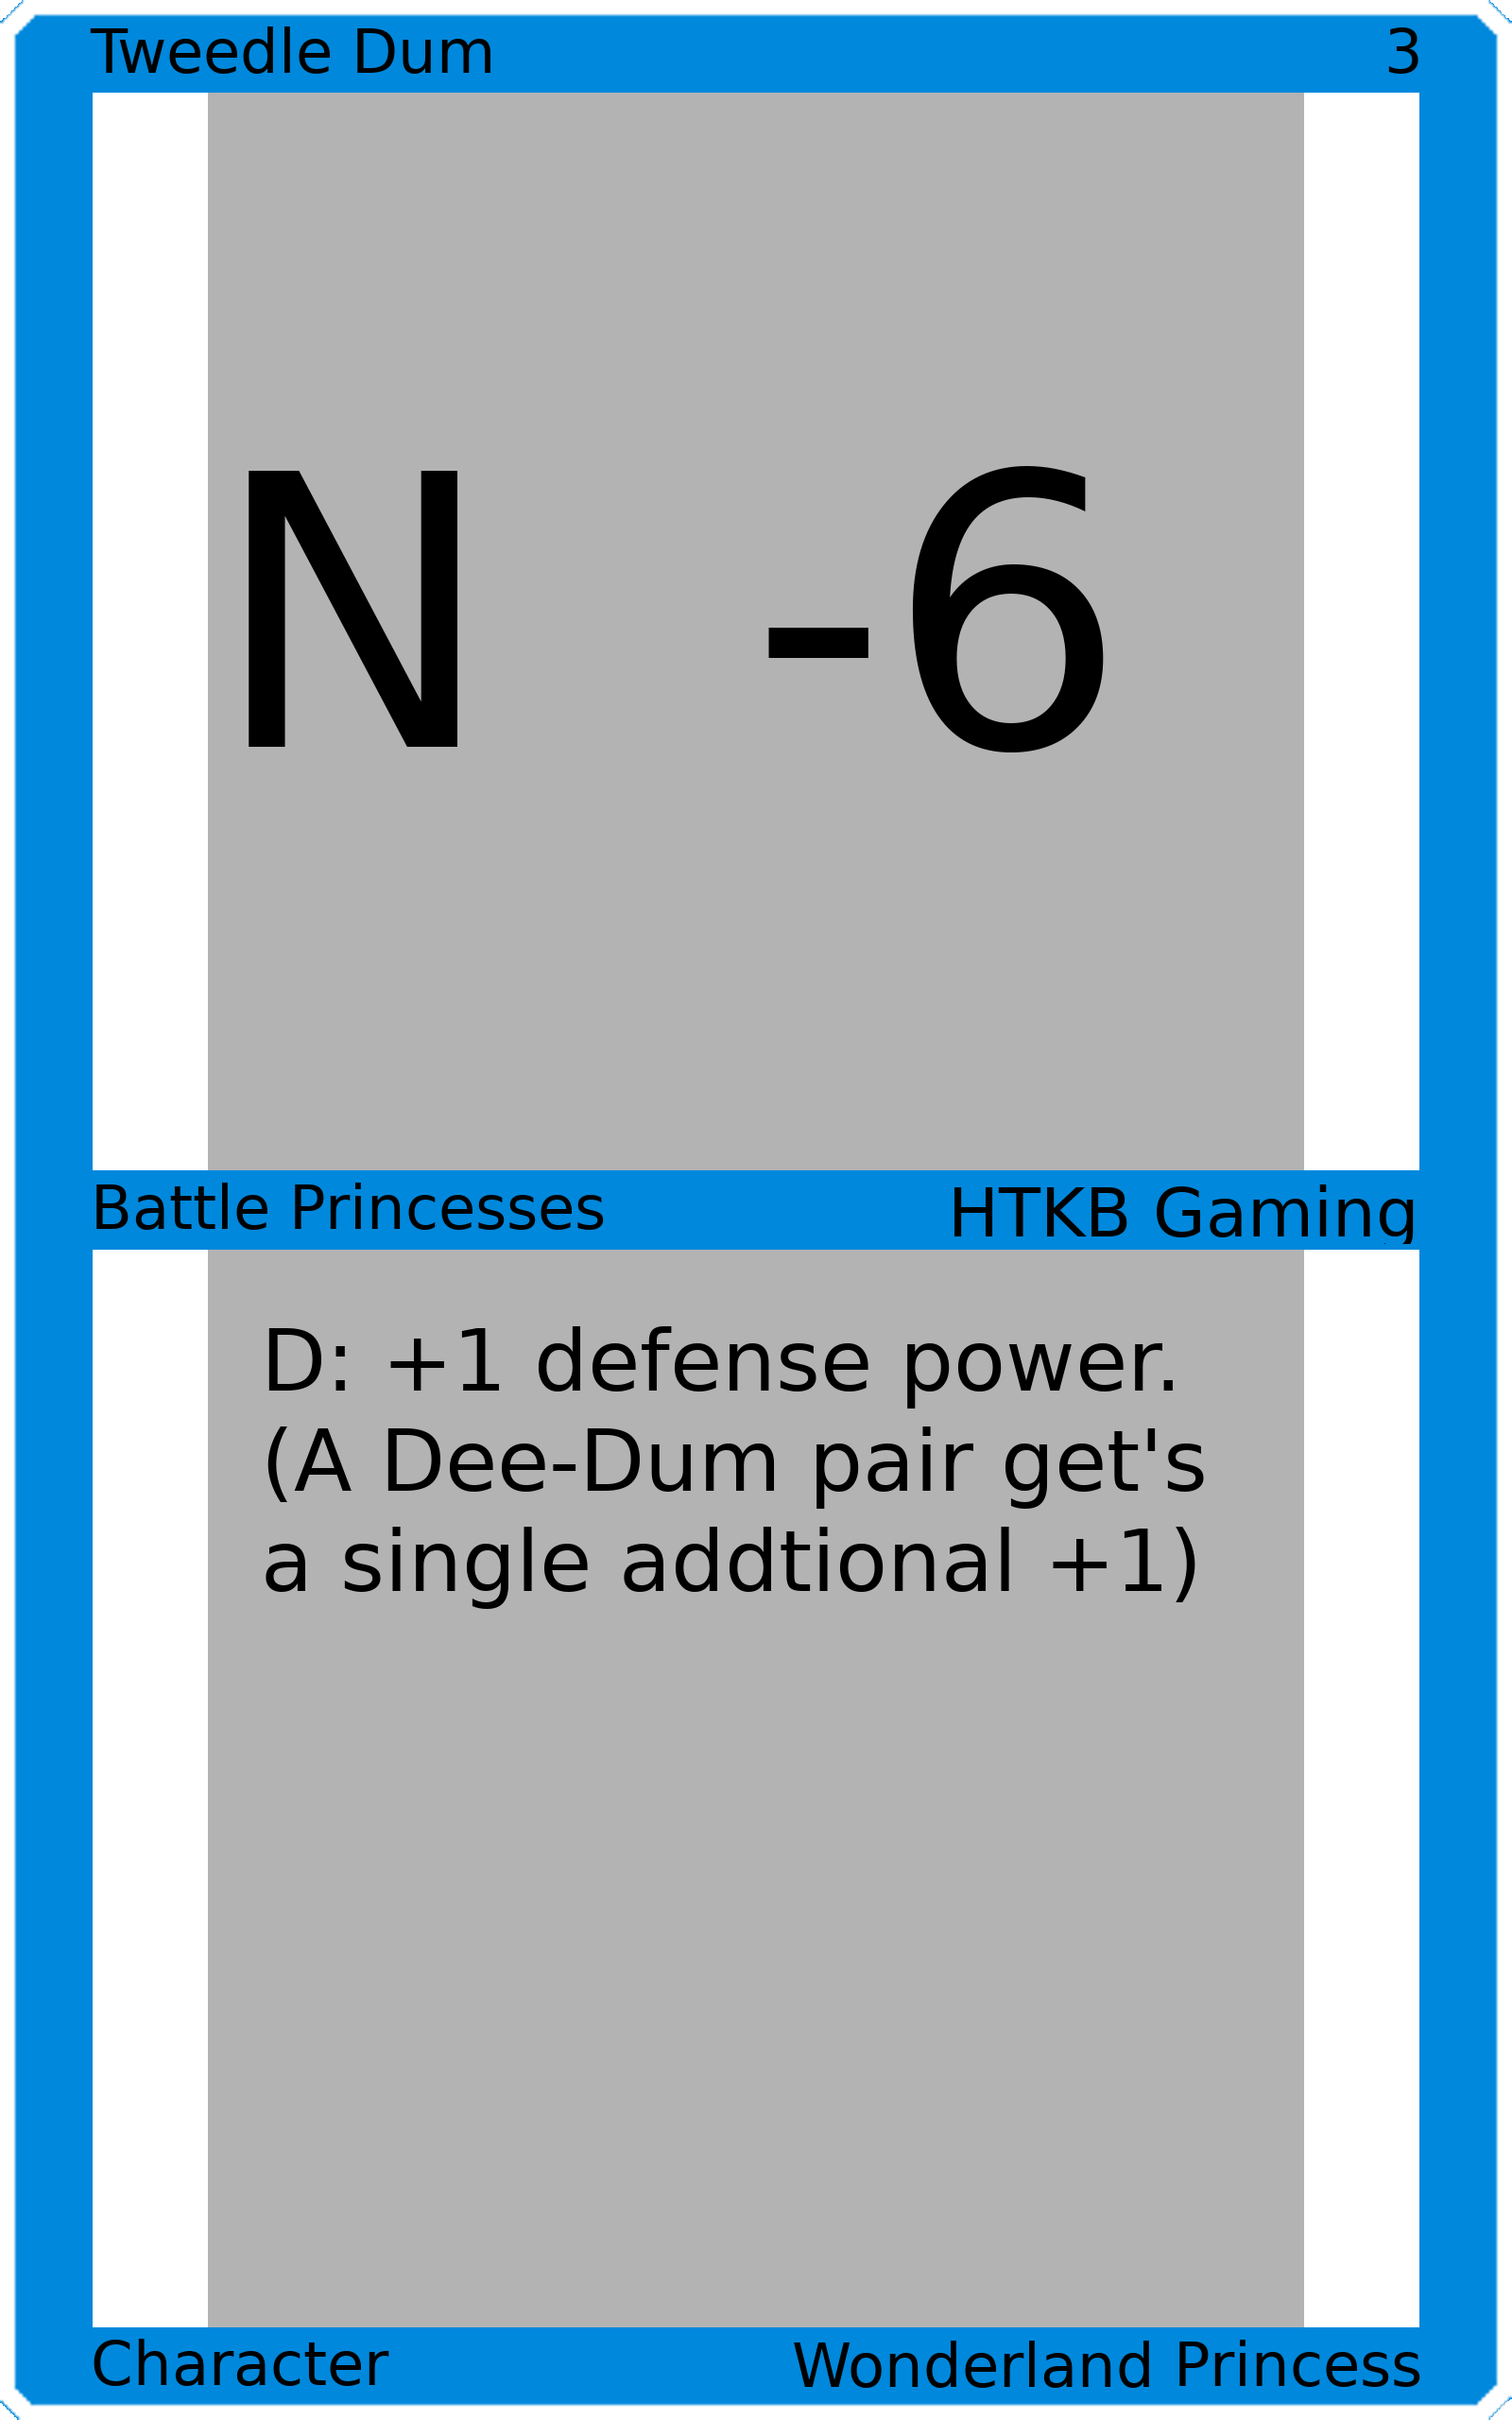 Tweedle Dum 3
N -6
Battle Princesses HTKB Gaming
D: +1 defense power.
(A Dee-Dum pair get's
a single addtional +1)
Character Wonderland Princess